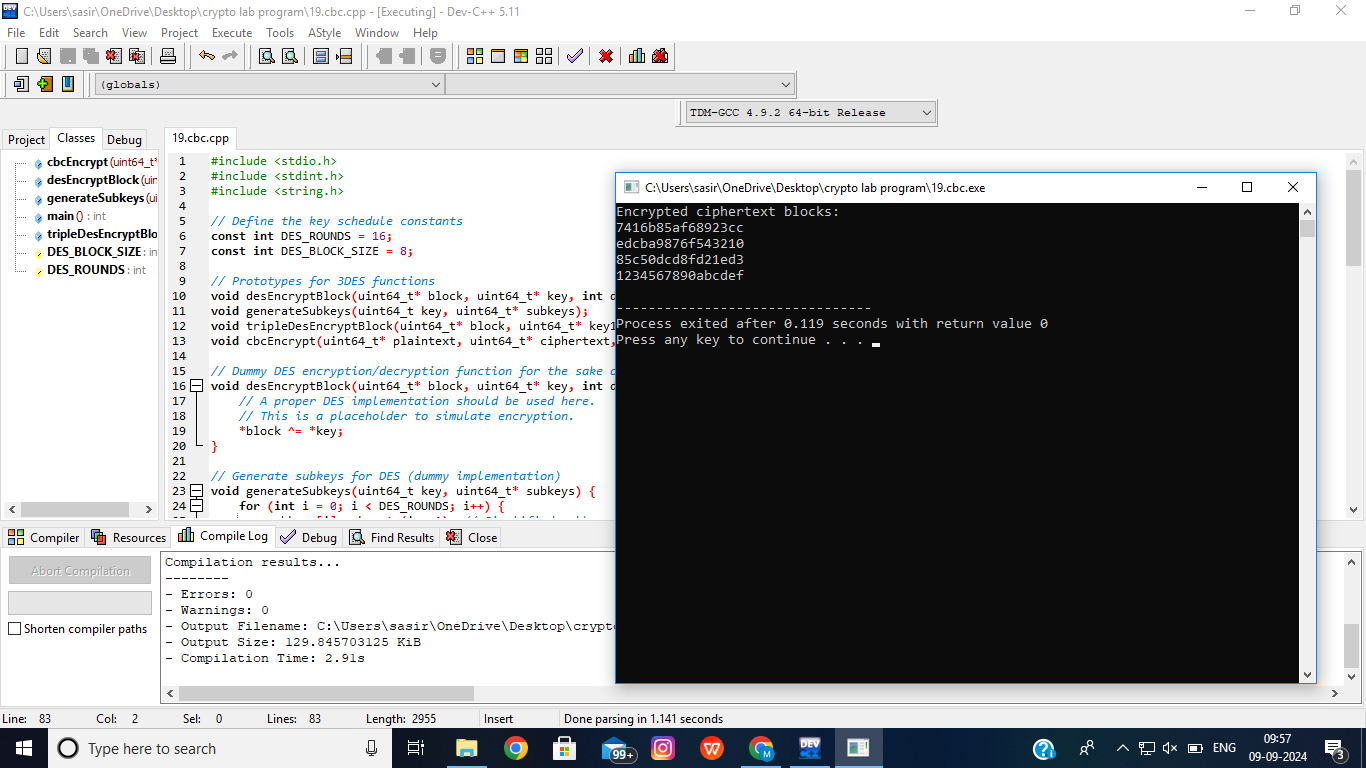 C:\Users\sasir\OneDrive\Desktop\crypto lab program\19.cbc.cpp - [Executing] - Dev-C++ 5.11
File Edit Search View Project Execute Tools AStyle Window Help
(globals)
TDM-GCC 4.9.2 64-bit Release
Project Classes Debug
19.cbc.cpp
cbcEncrypt (uint64_t*
desEncryptBlock (uin
generateSubkeys (ui
main () : int
tripleDesEncryptBlo
DES_BLOCK_SIZE : in
DES_ROUNDS : int
1 #include <stdio.h>
2 #include <stdint.h>
3 #include <string.h>
4
5 // Define the key schedule constants
6 const int DES_ROUNDS = 16;
7 const int DES_BLOCK_SIZE = 8;
8
9 // Prototypes for 3DES functions
10 void desEncryptBlock(uint64_t* block, uint64_t* key, int d
11 void generateSubkeys(uint64_t key, uint64_t* subkeys);
12 void tripleDesEncryptBlock(uint64_t* block, uint64_t* key1
13 void cbcEncrypt(uint64_t* plaintext, uint64_t* ciphertext,
14
15 // Dummy DES encryption/decryption function for the sake o
16 void desEncryptBlock(uint64_t* block, uint64_t* key, int d
17 // A proper DES implementation should be used here.
18 // This is a placeholder to simulate encryption.
19 *block ^= *key;
20 }
21
22 // Generate subkeys for DES (dummy implementation)
23 void generateSubkeys(uint64_t key, uint64_t* subkeys) {
24 for (int i = 0; i < DES_ROUNDS; i++) {
C:\Users\sasir\OneDrive\Desktop\crypto lab program\19.cbc.exe
Encrypted ciphertext blocks:
7416b85af68923cc
edcba9876f543210
85c50dcd8fd21ed3
1234567890abcdef
--------------------------------
Process exited after 0.119 seconds with return value 0
Press any key to continue . . .
Compiler Resources Compile Log Debug Find Results Close
Abort Compilation
Shorten compiler paths
Compilation results...
--------
- Errors: 0
- Warnings: 0
- Output Filename: C:\Users\sasir\OneDrive\Desktop\crypto
- Output Size: 129.845703125 KiB
- Compilation Time: 2.91s
Line: 83 Col: 2 Sel: 0 Lines: 83 Length: 2955 Insert Done parsing in 1.141 seconds
Type here to search
99+
M
DEV
ENG
09:57
09-09-2024
3